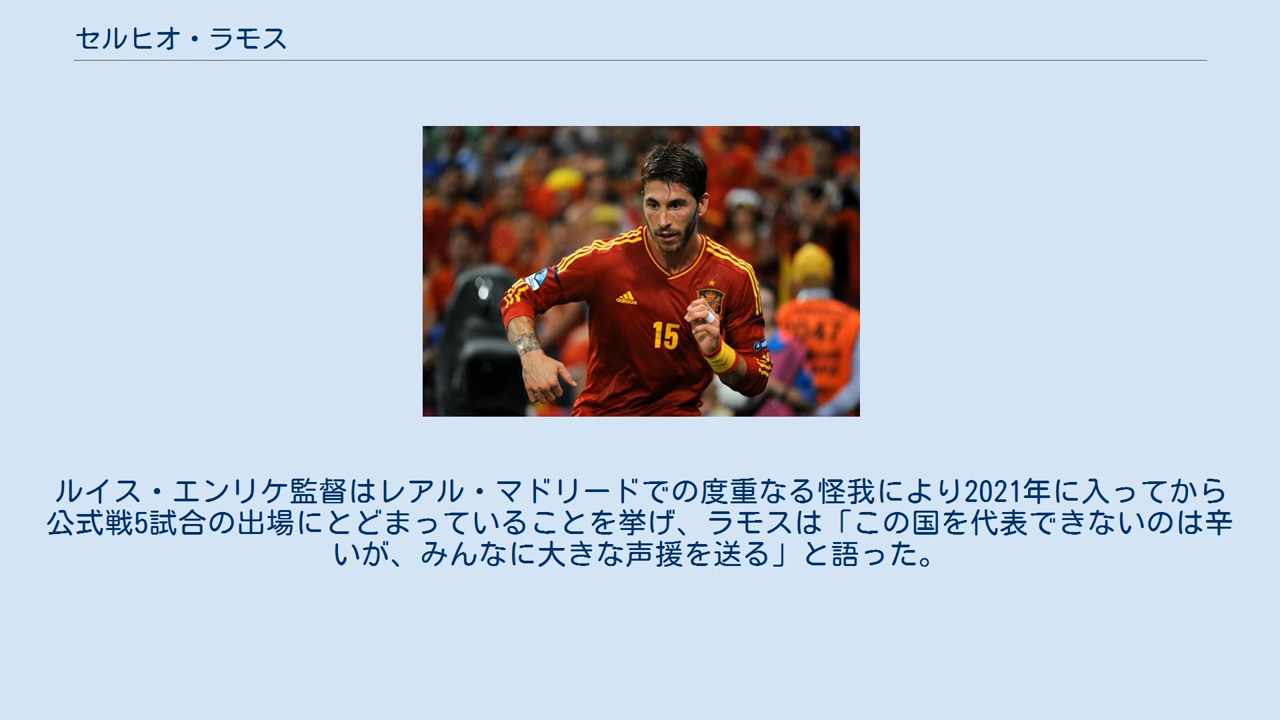 セルヒオ・ラモス
adidas
15
1047
ルイス・エンリケ監督はレアル・マドリードでの度重なる怪我により2021年に入ってから
公式戦5試合の出場にとどまっていることを挙げ、ラモスは「この国を代表できないのは辛
いが、みんなに大きな声援を送る」と語った。